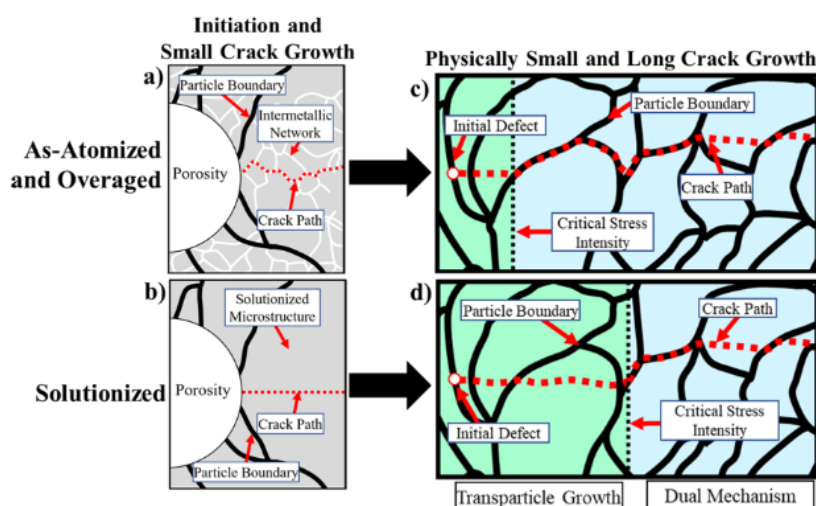 Initiation and
Small Crack Growth
Physically Small and Long Crack Growth
As-Atomized
and Overaged
a)
Particle Boundary
Intermetallic
Network
Porosity
Crack Path
c)
Particle Boundary
Initial Defect
Crack Path
Critical Stress
Intensity
Solutionized
b)
Solutionized
Microstructure
Porosity
Crack Path
Particle Boundary
d)
Particle Boundary
Crack Path
Initial Defect
Critical Stress
Intensity
Transparticle Growth
Dual Mechanism